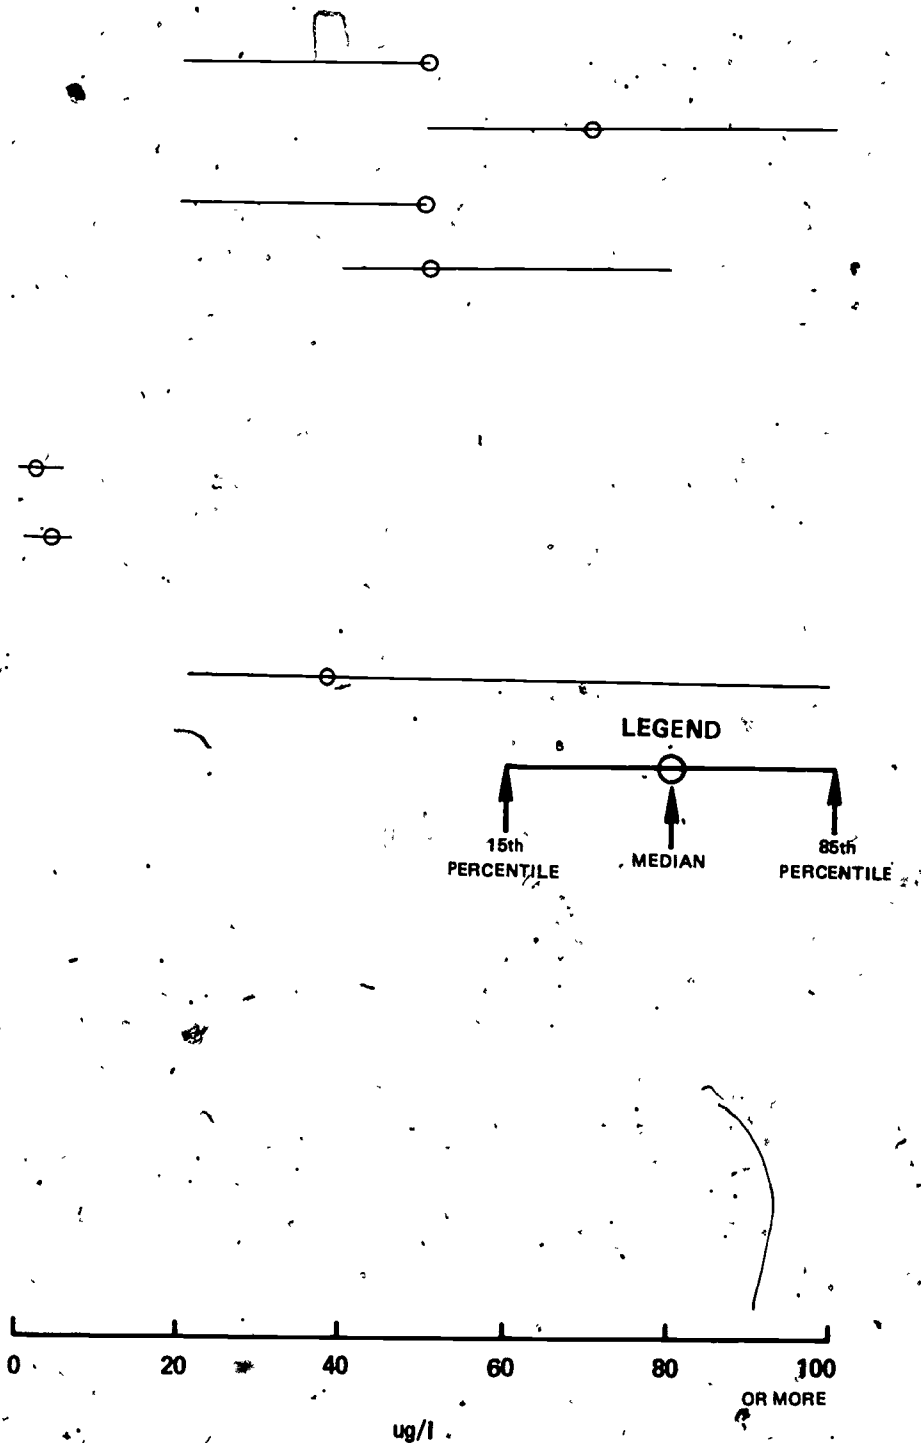 LEGEND
15th
PERCENTILE
MEDIAN
85th
PERCENTILE
0 20 40 60 80 100
OR MORE
ug/l